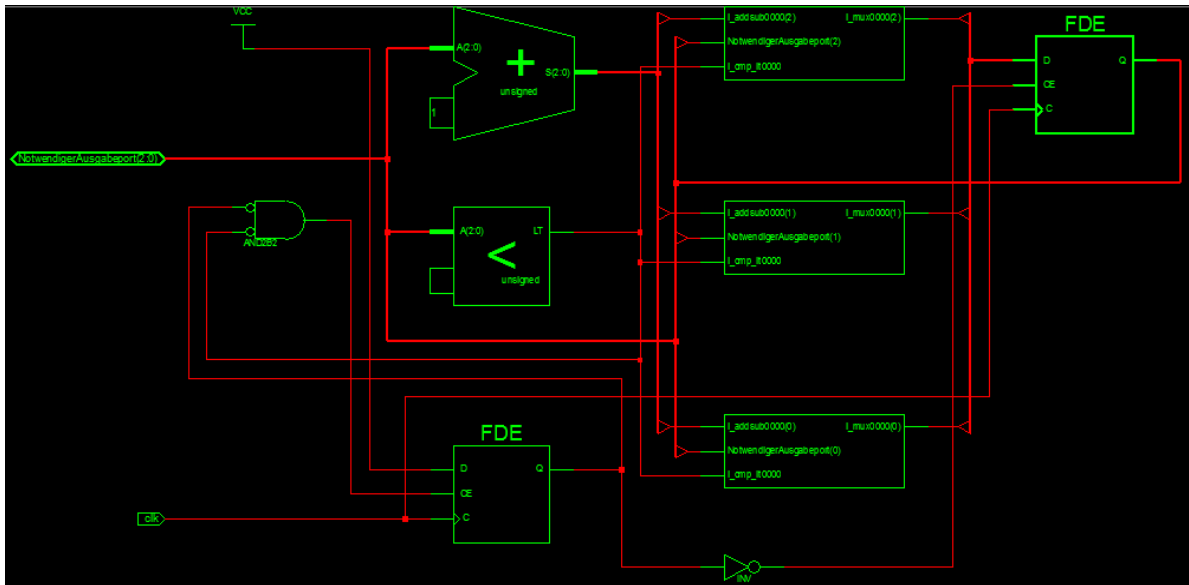 VCC
A(2:0)
S(2:0)
+
unsigned
1
I_addsub0000(2)
I_mux0000(2)
NotwendigerAusgabeport(2)
I_cmp_lt0000
FDE
D
Q
CE
C
NotwendigerAusgabeport(2:0)
AND2B2
A(2:0)
LT
<
unsigned
I_addsub0000(1)
I_mux0000(1)
NotwendigerAusgabeport(1)
I_cmp_lt0000
I_addsub0000(0)
I_mux0000(0)
NotwendigerAusgabeport(0)
I_cmp_lt0000
FDE
D
Q
CE
C
clk
INV